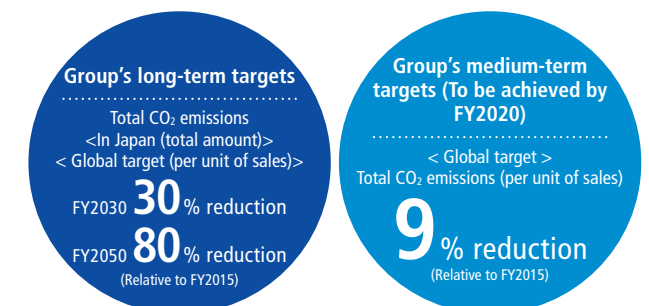 Group's long-term targets
Total CO₂ emissions
<In Japan (total amount)>
< Global target (per unit of sales)>
FY2030 30% reduction
FY2050 80% reduction
(Relative to FY2015)
Group's medium-term
targets (To be achieved by
FY2020)
< Global target >
Total CO₂ emissions (per unit of sales)
9% reduction
(Relative to FY2015)